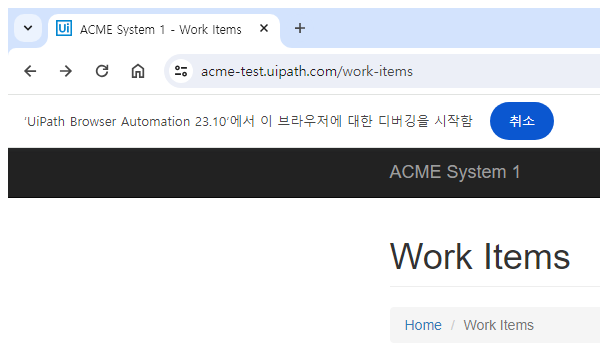 Ui ACME System 1 - Work Items
acme-test.uipath.com/work-items
'UiPath Browser Automation 23.10'에서 이 브라우저에 대한 디버깅을 시작함 취소
ACME System 1
Work Items
Home / Work Items